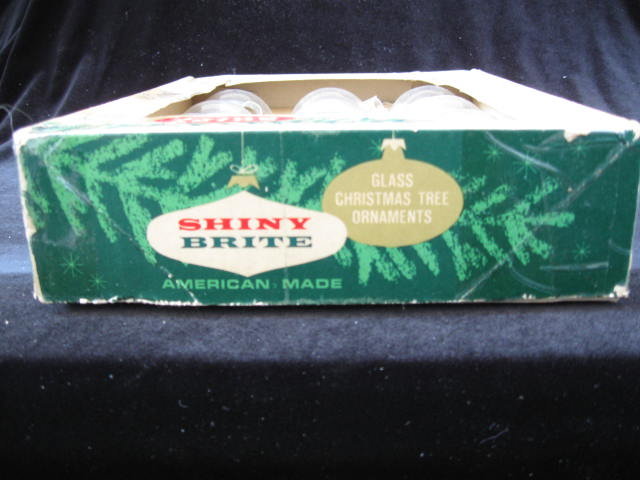 SHINY
BRITE
AMERICAN MADE
GLASS
CHRISTMAS TREE
ORNAMENTS